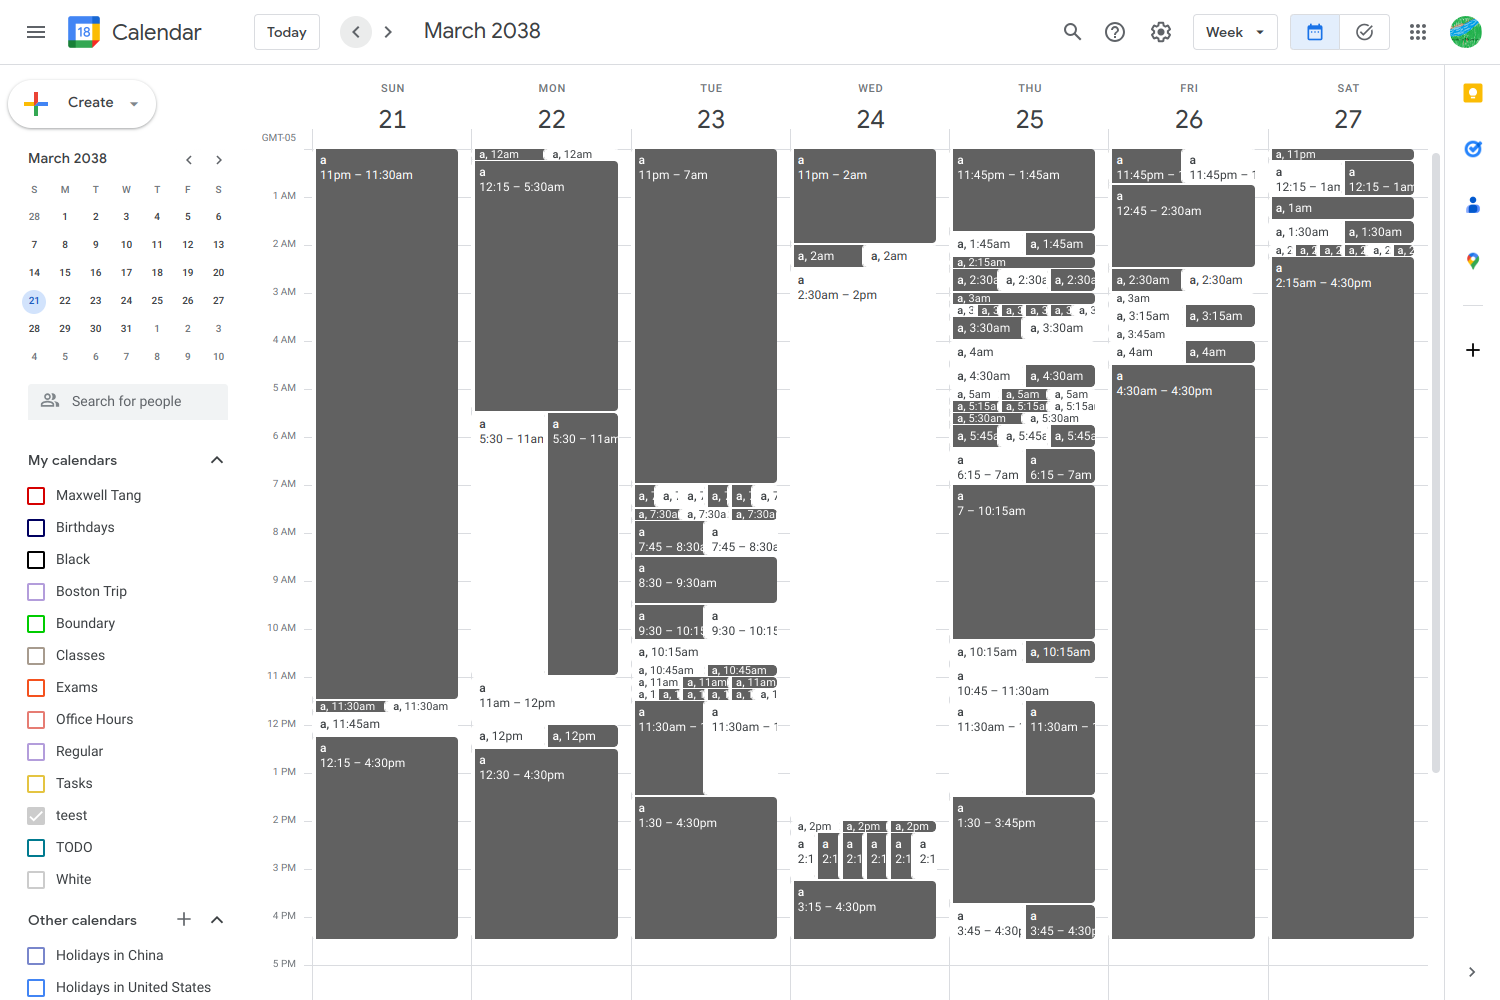 18 Calendar
Today
March 2038
Week
Create
March 2038
S M T W T F S
28 1 2 3 4 5 6
7 8 9 10 11 12 13
14 15 16 17 18 19 20
21 22 23 24 25 26 27
28 29 30 31 1 2 3
4 5 6 7 8 9 10
Search for people
My calendars
Maxwell Tang
Birthdays
Black
Boston Trip
Boundary
Classes
Exams
Office Hours
Regular
Tasks
teest
TODO
White
Other calendars
Holidays in China
Holidays in United States
GMT-05
1 AM
2 AM
3 AM
4 AM
5 AM
6 AM
7 AM
8 AM
9 AM
10 AM
11 AM
12 PM
1 PM
2 PM
3 PM
4 PM
5 PM
SUN
21
a
11pm – 11:30am
a, 11:30am
a, 11:30am
a, 11:45am
a
12:15 – 4:30pm
MON
22
a, 12am
a, 12am
a
12:15 – 5:30am
a
5:30 – 11am
a
5:30 – 11am
a
11am – 12pm
a, 12pm
a, 12pm
a
12:30 – 4:30pm
TUE
23
a
11pm – 7am
a, 7
a, 7
a, 7
a, 7
a, 7
a, 7
a, 7:30a
a, 7:30a
a, 7:30a
a
7:45 – 8:30a
a
7:45 – 8:30a
a
8:30 – 9:30am
a
9:30 – 10:15
a
9:30 – 10:15
a, 10:15am
a, 10:45am
a, 10:45am
a, 11am
a, 11am
a, 11am
a, 1
a, 1
a, 1
a, 1
a, 1
a, 1
a
11:30am –
a
11:30am – 1
a
1:30 – 4:30pm
WED
24
a
11pm – 2am
a, 2am
a, 2am
a
2:30am – 2pm
a, 2pm
a, 2pm
a, 2pm
a
2:1
a
2:1
a
2:1
a
2:1
a
2:1
a
2:1
a
3:15 – 4:30pm
THU
25
a
11:45pm – 1:45am
a, 1:45am
a, 1:45am
a, 2:15am
a, 2:30a
a, 2:30a
a, 2:30a
a, 3am
a, 3
a, 3
a, 3
a, 3
a, 3
a, 3
a, 3:30am
a, 3:30am
a, 4am
a, 4:30am
a, 4:30am
a, 5am
a, 5am
a, 5am
a, 5:15a
a, 5:15a
a, 5:15a
a, 5:30am
a, 5:30am
a, 5:45a
a, 5:45a
a, 5:45a
a
6:15 – 7am
a
6:15 – 7am
a
7 – 10:15am
a, 10:15am
a, 10:15am
a
10:45 – 11:30am
a
11:30am –
a
11:30am –
a
1:30 – 3:45pm
a
3:45 – 4:30p
a
3:45 – 4:30p
FRI
26
a
11:45pm –
a
11:45pm – 1
a
12:45 – 2:30am
a, 2:30am
a, 2:30am
a, 3am
a, 3:15am
a, 3:15am
a, 3:45am
a, 4am
a, 4am
a
4:30am – 4:30pm
SAT
27
a, 11pm
a
12:15 – 1am
a
12:15 – 1am
a, 1am
a, 1:30am
a, 1:30am
a, 2
a, 2
a, 2
a, 2
a, 2
a, 2
a
2:15am – 4:30pm